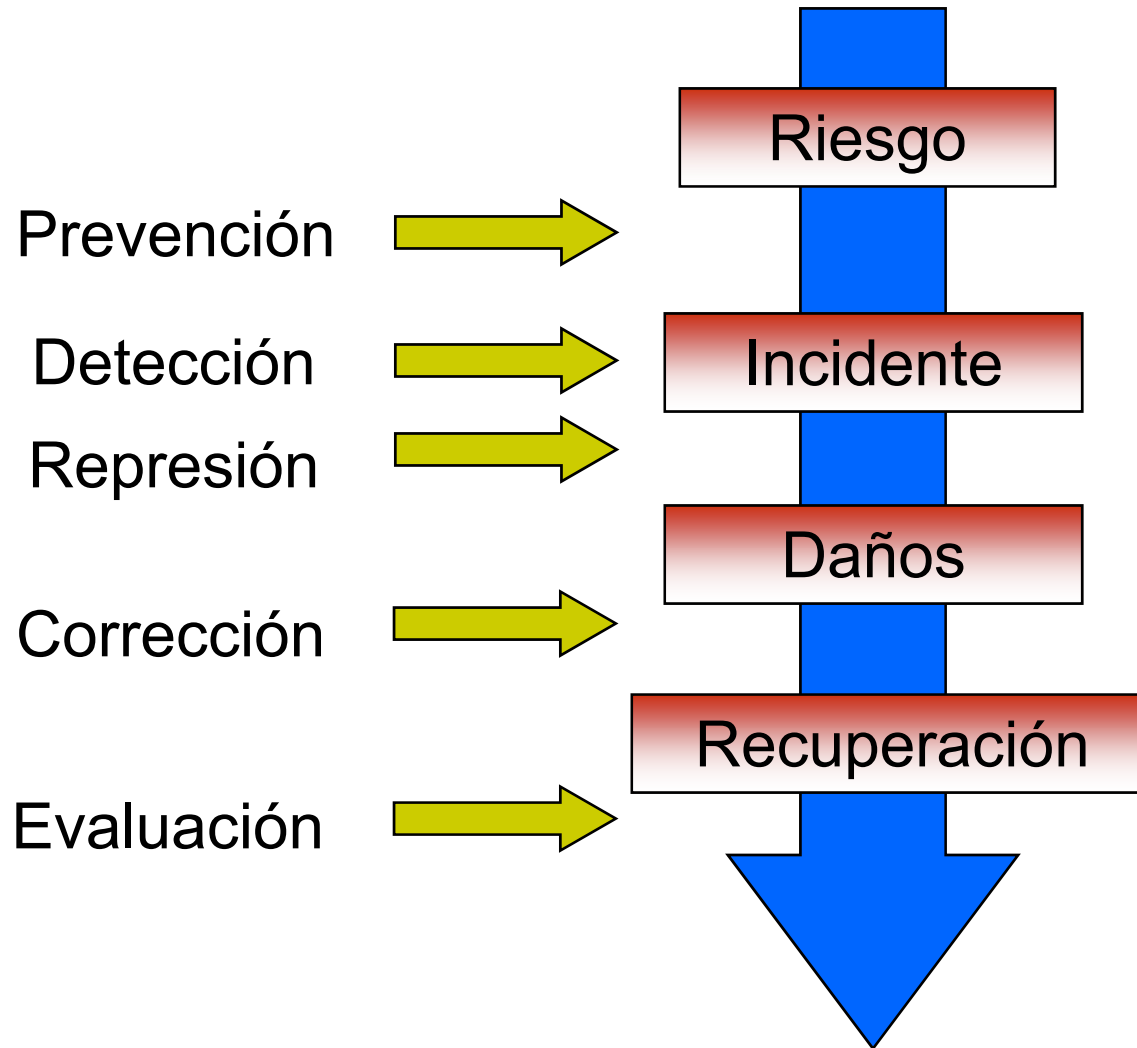 Riesgo
Prevención
Detección
Incidente
Represión
Daños
Corrección
Recuperación
Evaluación